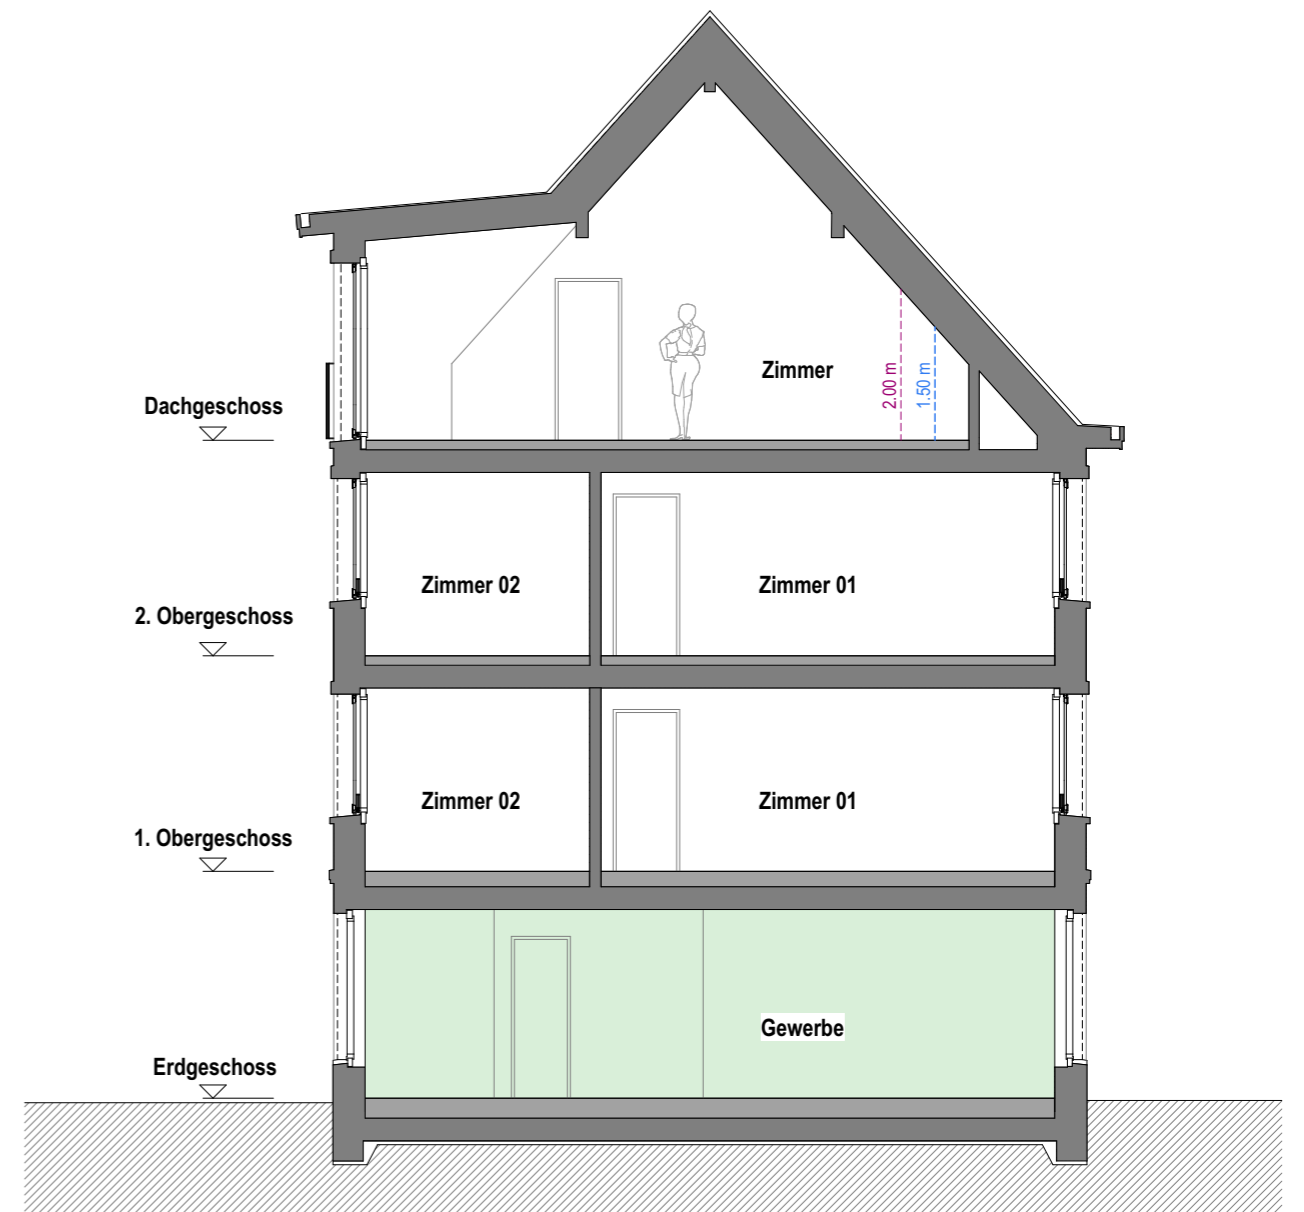 Zimmer
2.00 m
1.50 m
Dachgeschoss
Zimmer 02
Zimmer 01
2. Obergeschoss
Zimmer 02
Zimmer 01
1. Obergeschoss
Gewerbe
Erdgeschoss